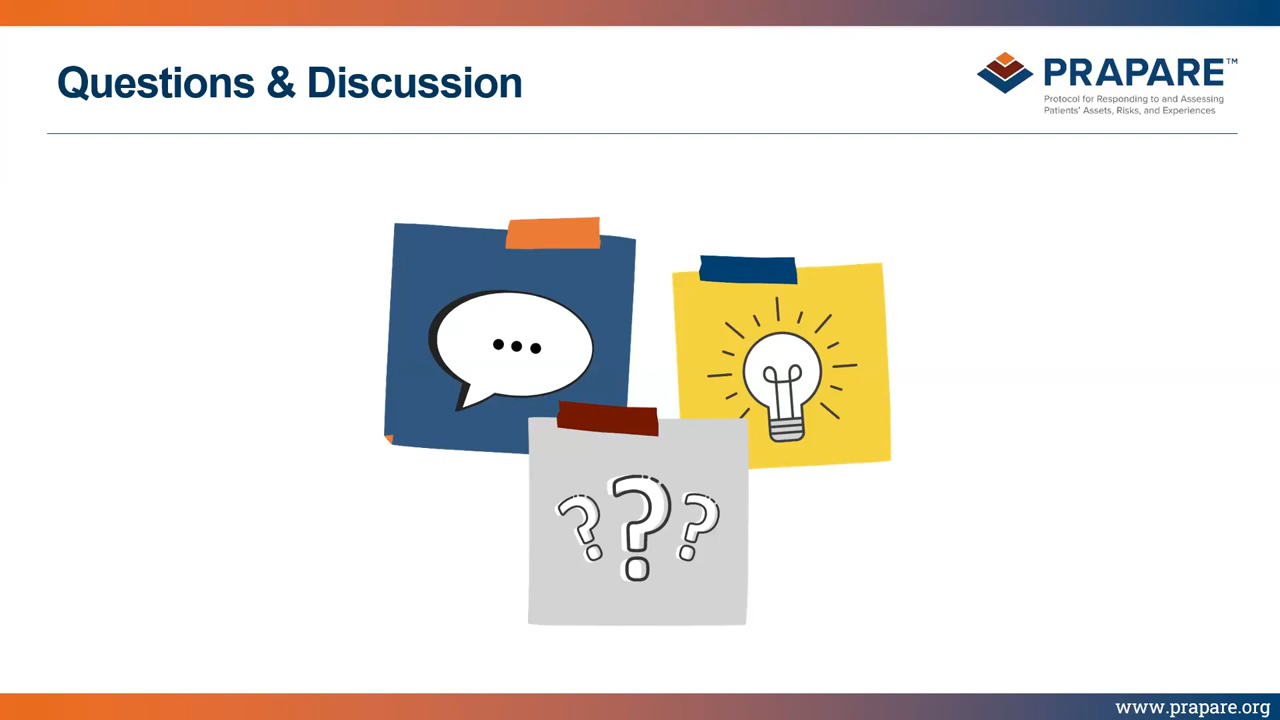 Questions & Discussion
PRAPARE™
Protocol for Responding to and Assessing
Patients' Assets, Risks, and Experiences
???
www.prapare.org